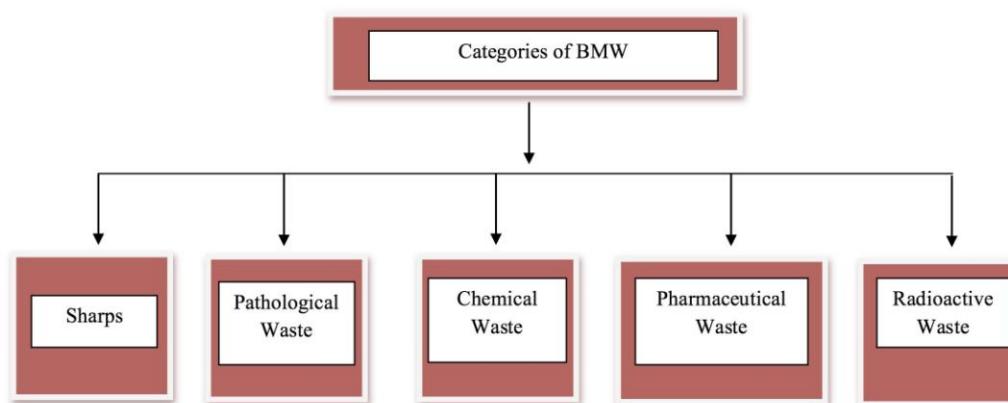 Categories of BMW
Sharps
Pathological
Waste
Chemical
Waste
Pharmaceutical
Waste
Radioactive
Waste